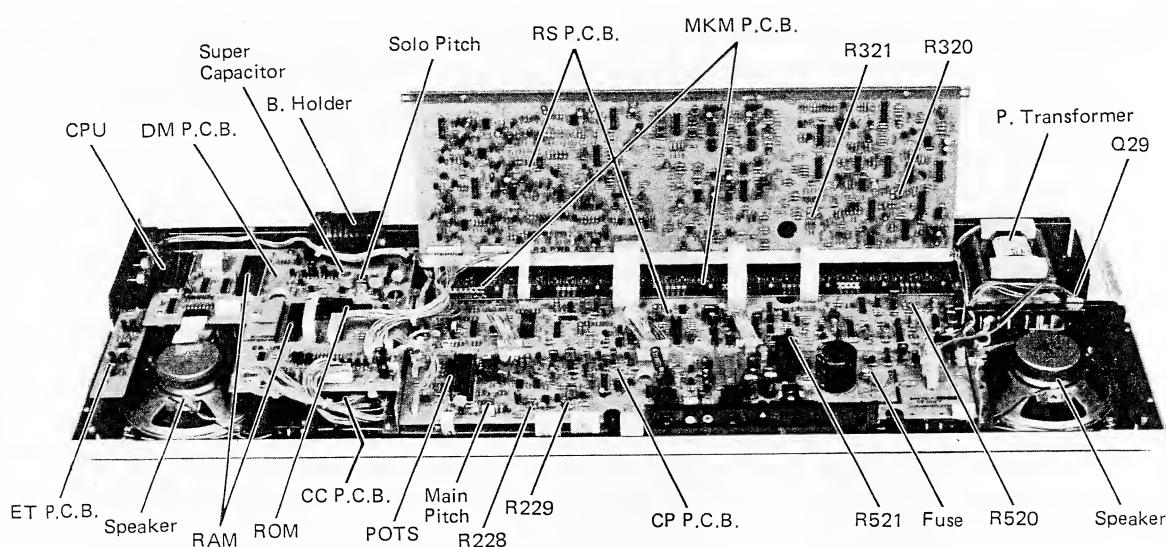 Super
Capacitor
Solo Pitch
RS P.C.B.
MKM P.C.B.
R321
R320
CPU
DM P.C.B.
B. Holder
P. Transformer
Q29
ET P.C.B.
Speaker
RAM
ROM
CC P.C.B.
POTS
Main
Pitch
R228
R229
CP P.C.B.
R521
Fuse
R520
Speaker